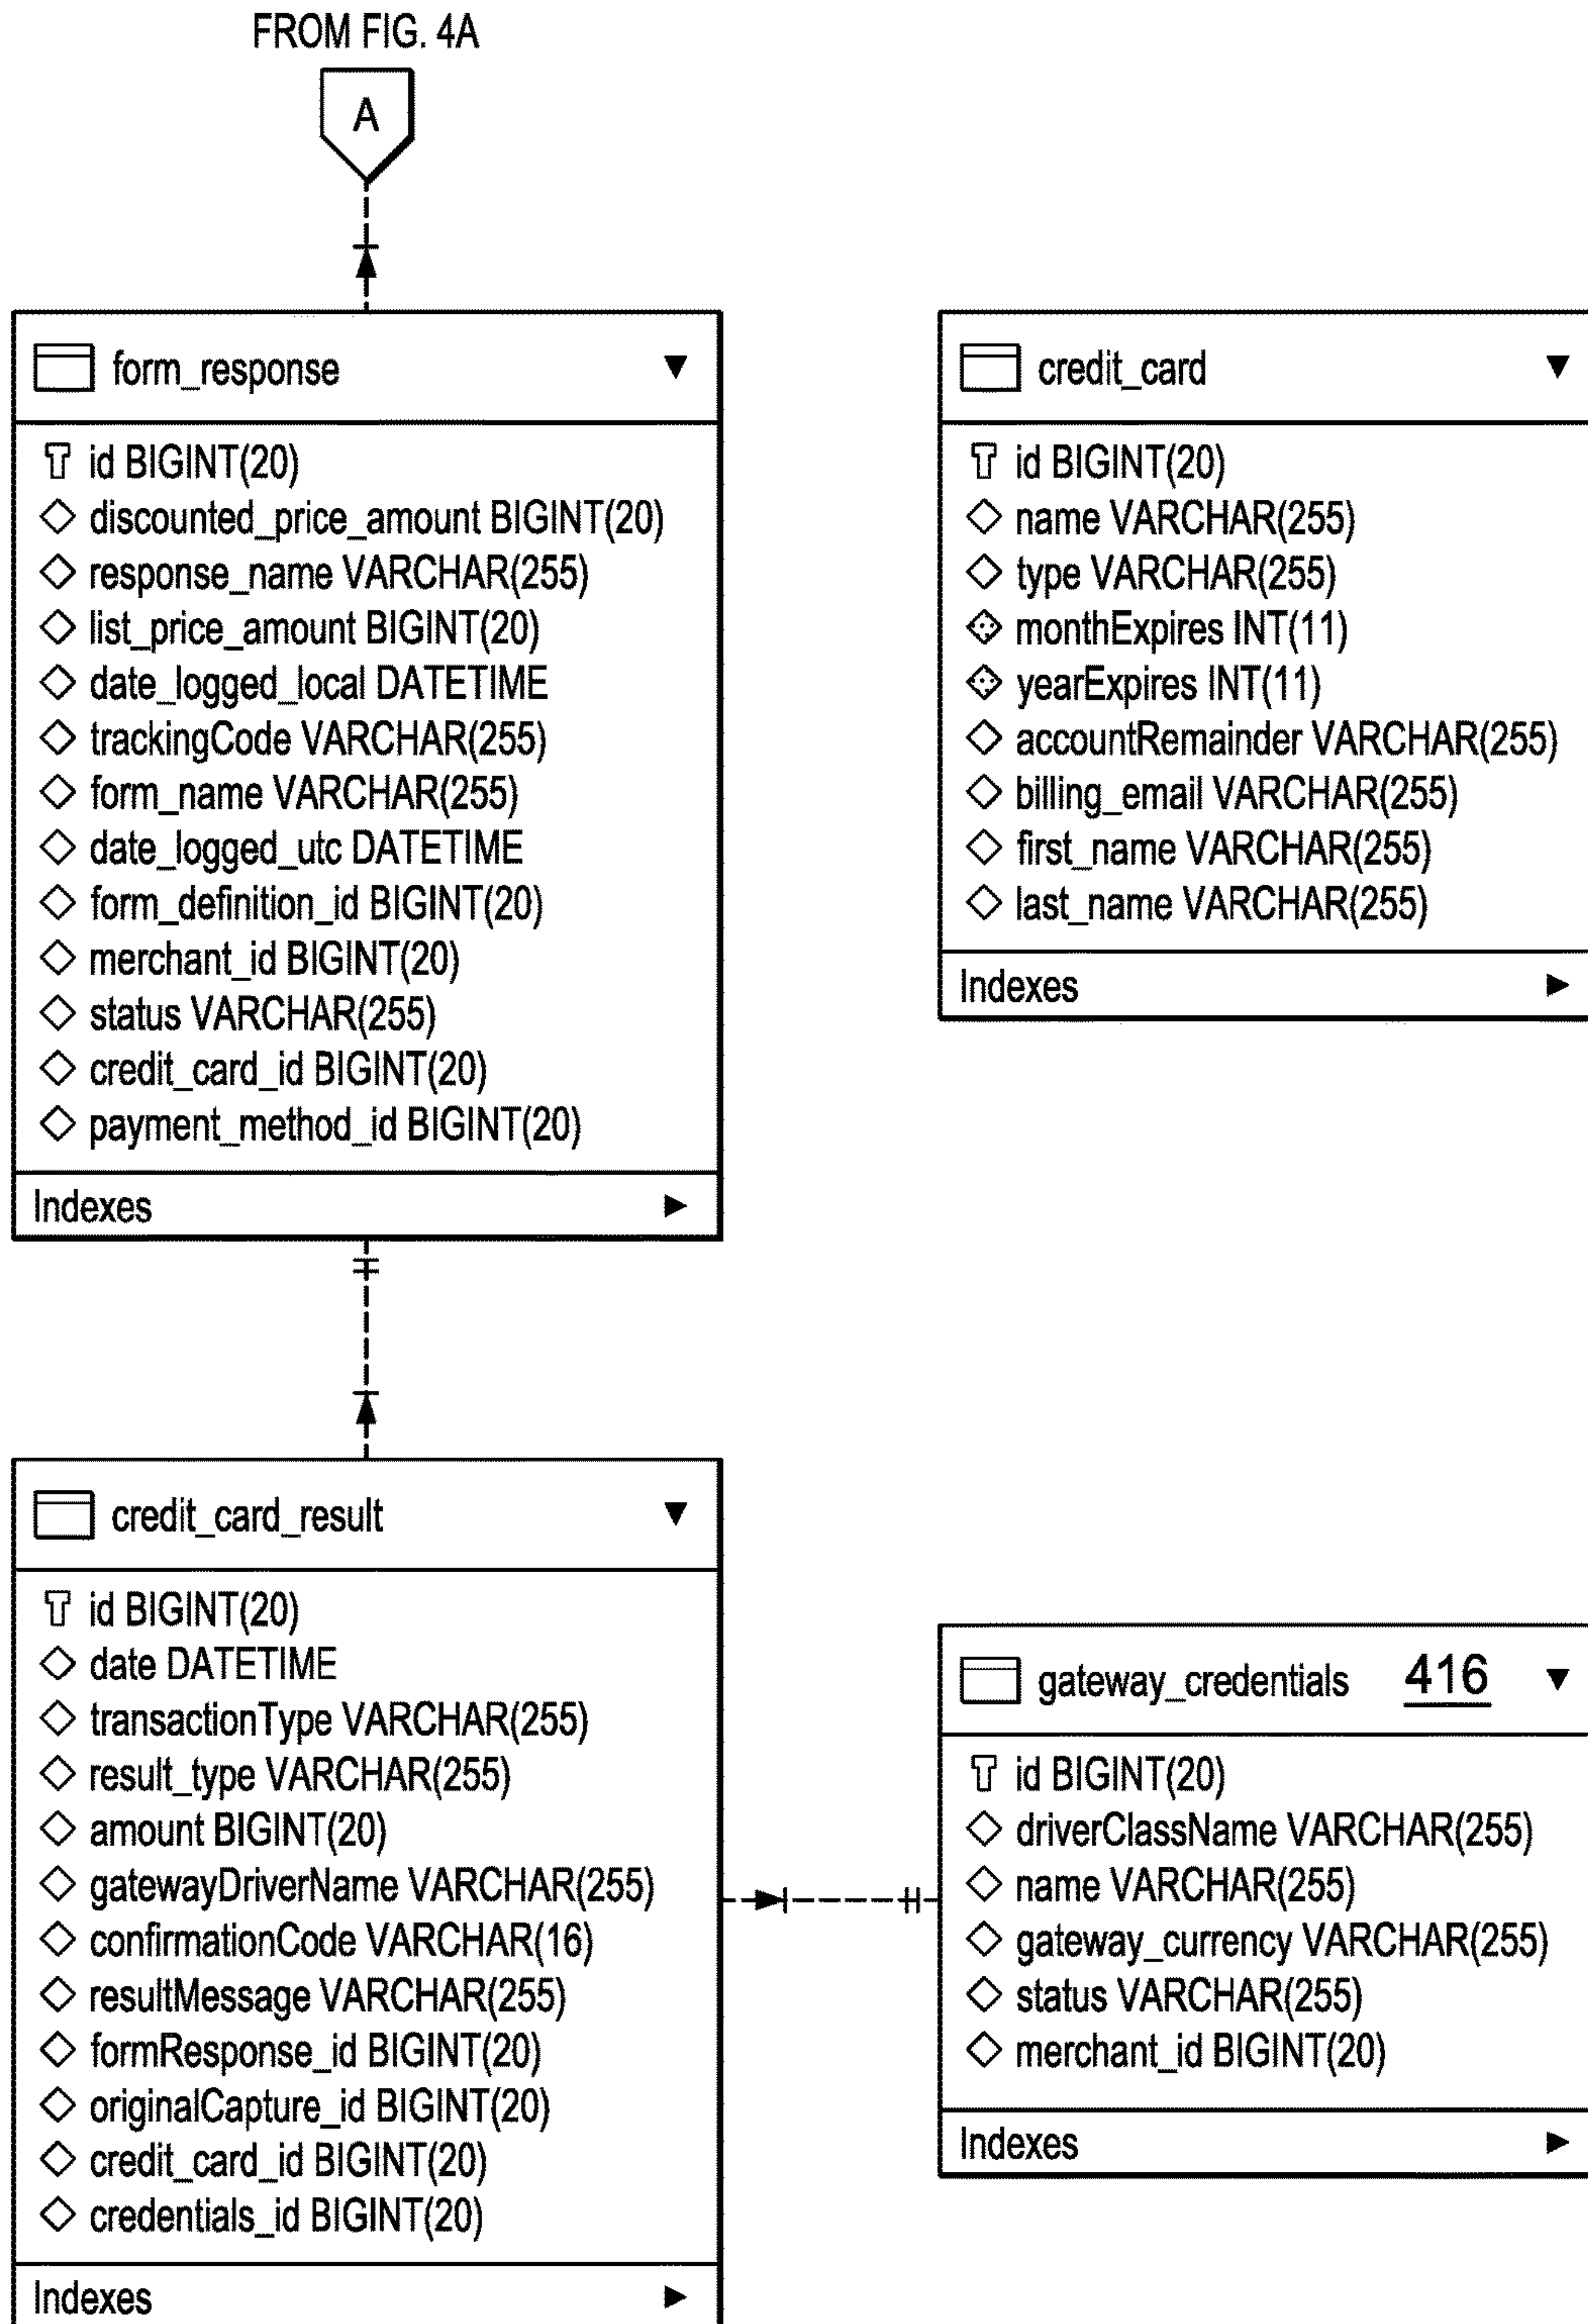 FROM FIG. 4A
A
form_response
id BIGINT(20)
discounted_price_amount BIGINT(20)
response_name VARCHAR(255)
list_price_amount BIGINT(20)
date_logged_local DATETIME
trackingCode VARCHAR(255)
form_name VARCHAR(255)
date_logged_utc DATETIME
form_definition_id BIGINT(20)
merchant_id BIGINT(20)
status VARCHAR(255)
credit_card_id BIGINT(20)
payment_method_id BIGINT(20)
Indexes
credit_card
id BIGINT(20)
name VARCHAR(255)
type VARCHAR(255)
monthExpires INT(11)
yearExpires INT(11)
accountRemainder VARCHAR(255)
billing_email VARCHAR(255)
first_name VARCHAR(255)
last_name VARCHAR(255)
Indexes
credit_card_result
id BIGINT(20)
date DATETIME
transactionType VARCHAR(255)
result_type VARCHAR(255)
amount BIGINT(20)
gatewayDriverName VARCHAR(255)
confirmationCode VARCHAR(16)
resultMessage VARCHAR(255)
formResponse_id BIGINT(20)
originalCapture_id BIGINT(20)
credit_card_id BIGINT(20)
credentials_id BIGINT(20)
Indexes
gateway_credentials 416
id BIGINT(20)
driverClassName VARCHAR(255)
name VARCHAR(255)
gateway_currency VARCHAR(255)
status VARCHAR(255)
merchant_id BIGINT(20)
Indexes